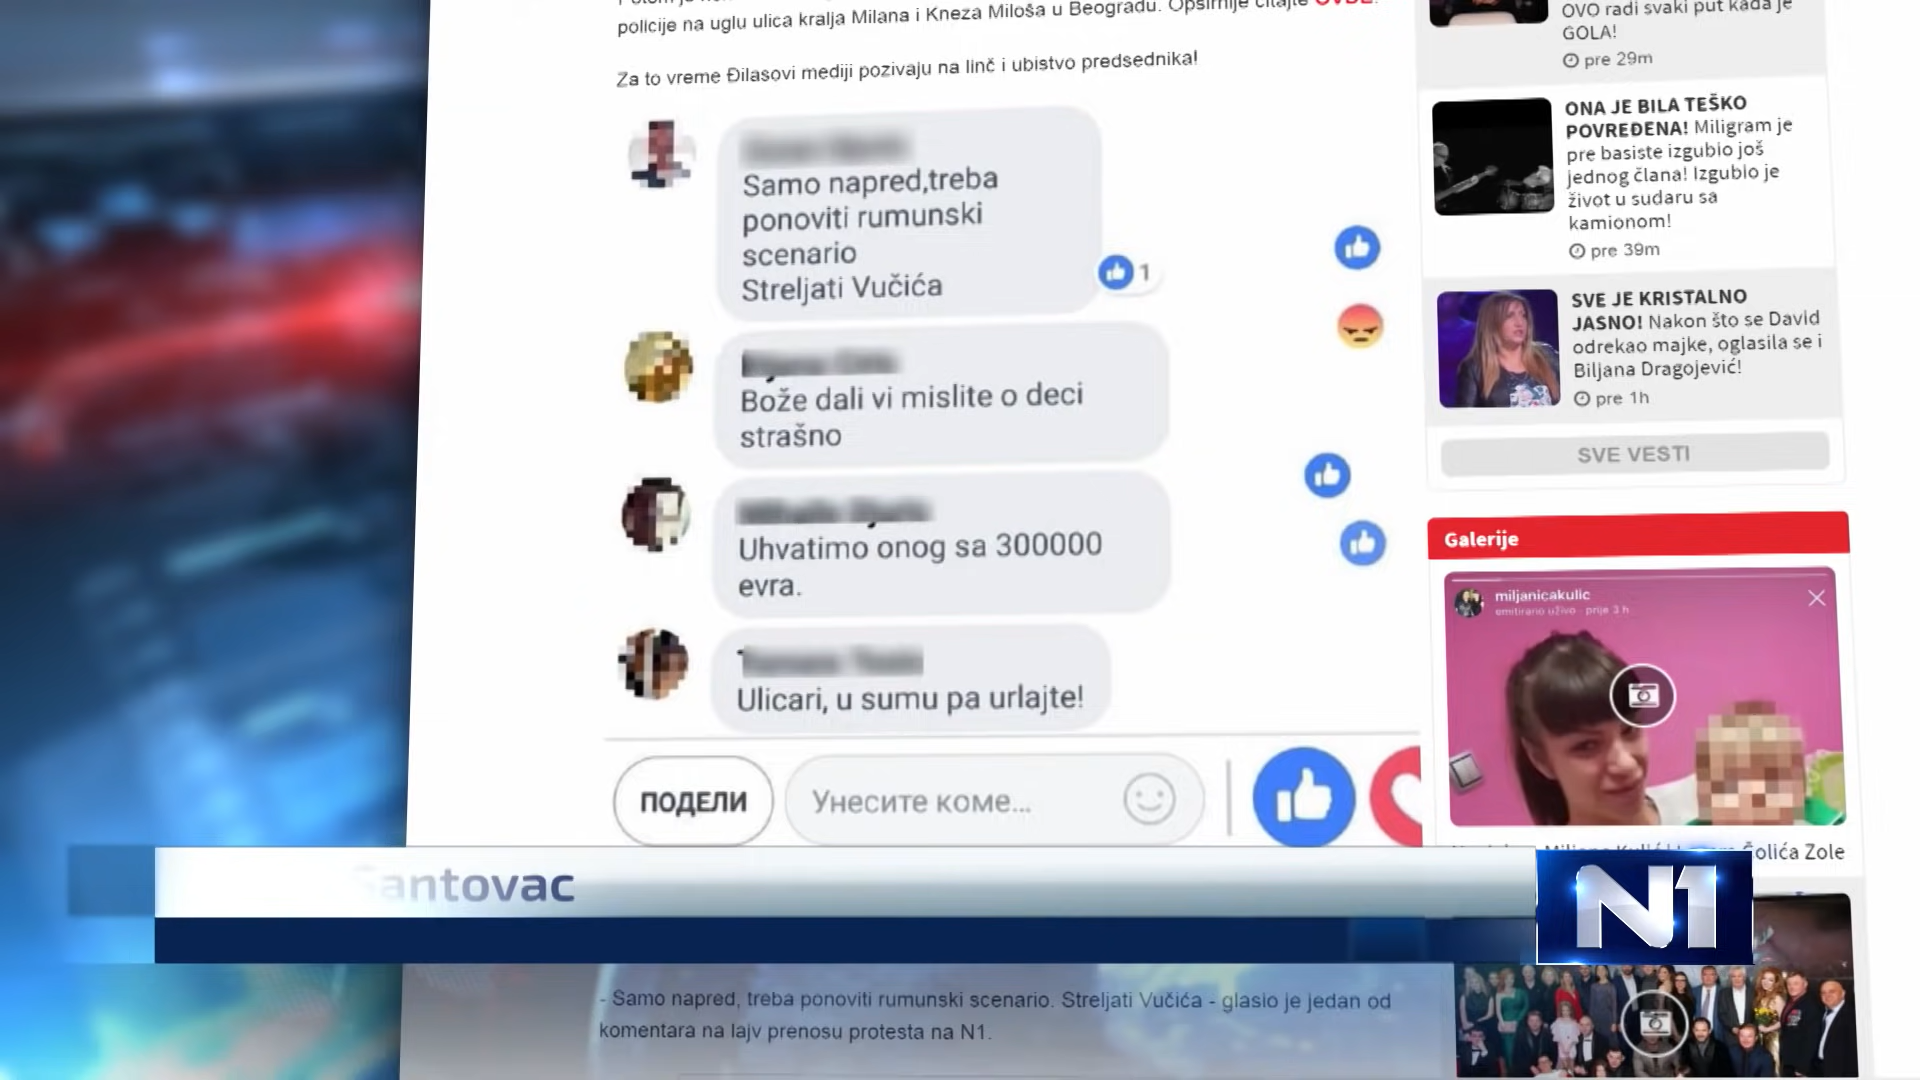 policije na uglu ulica kralja Milana i Kneza Miloša u Beogradu. Opširnije čitajte OVDE.
Za to vreme Đilasovi mediji pozivaju na linč i ubistvo predsednika!
Samo napred,treba
ponoviti rumunski
scenario
Streljati Vučića
1
Bože dali vi mislite o deci
strašno
Uhvatimo onog sa 300000
evra.
Ulicari, u sumu pa urlajte!
ПОДЕЛИ
Унесите коме...
antovac
N1
- Samo napred, treba ponoviti rumunski scenario. Streljati Vučića - glasio je jedan od
komentara na lajv prenosu protesta na N1.
OVO radi svaki put kada je
GOLA!
pre 29m
ONA JE BILA TEŠKO
POVREĐENA! Miligram je
pre basiste izgubio još
jednog člana! Izgubio je
život u sudaru sa
kamionom!
pre 39m
SVE JE KRISTALNO
JASNO! Nakon što se David
odrekao majke, oglasila se i
Biljana Dragojević!
pre 1h
SVE VESTI
Galerije
miljanicakulic
emitirano uživo · prije 3 h
Šolića Zole